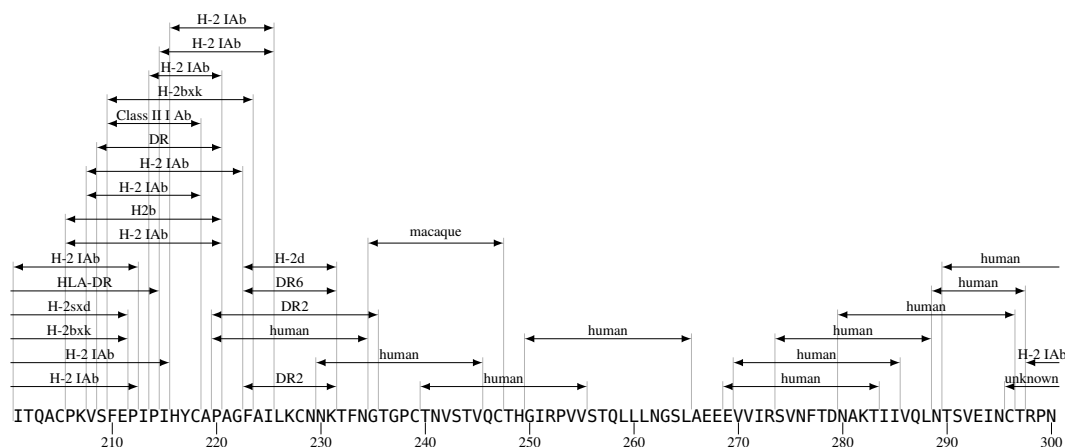 H-2 IAb
H-2 IAb
H-2 IAb
H-2bxk
Class II I Ab
DR
H-2 IAb
H-2 IAb
H2b
H-2 IAb macaque
H-2 IAb H-2d human
HLA-DR DR6 human
H-2sxd DR2 human
H-2bxk human human human
H-2 IAb human human H-2 IAb
H-2 IAb DR2 human human unknown
ITQACPKVSFEPIPIHYCAPAGFAILKCNNKTFNGTGPCTNVSTVQCTHGIRPVVSTQLLLNGSLAEEEVVIRSVNFTDNAKTIIVQLNTSVEINCTRPN
210 220 230 240 250 260 270 280 290 300